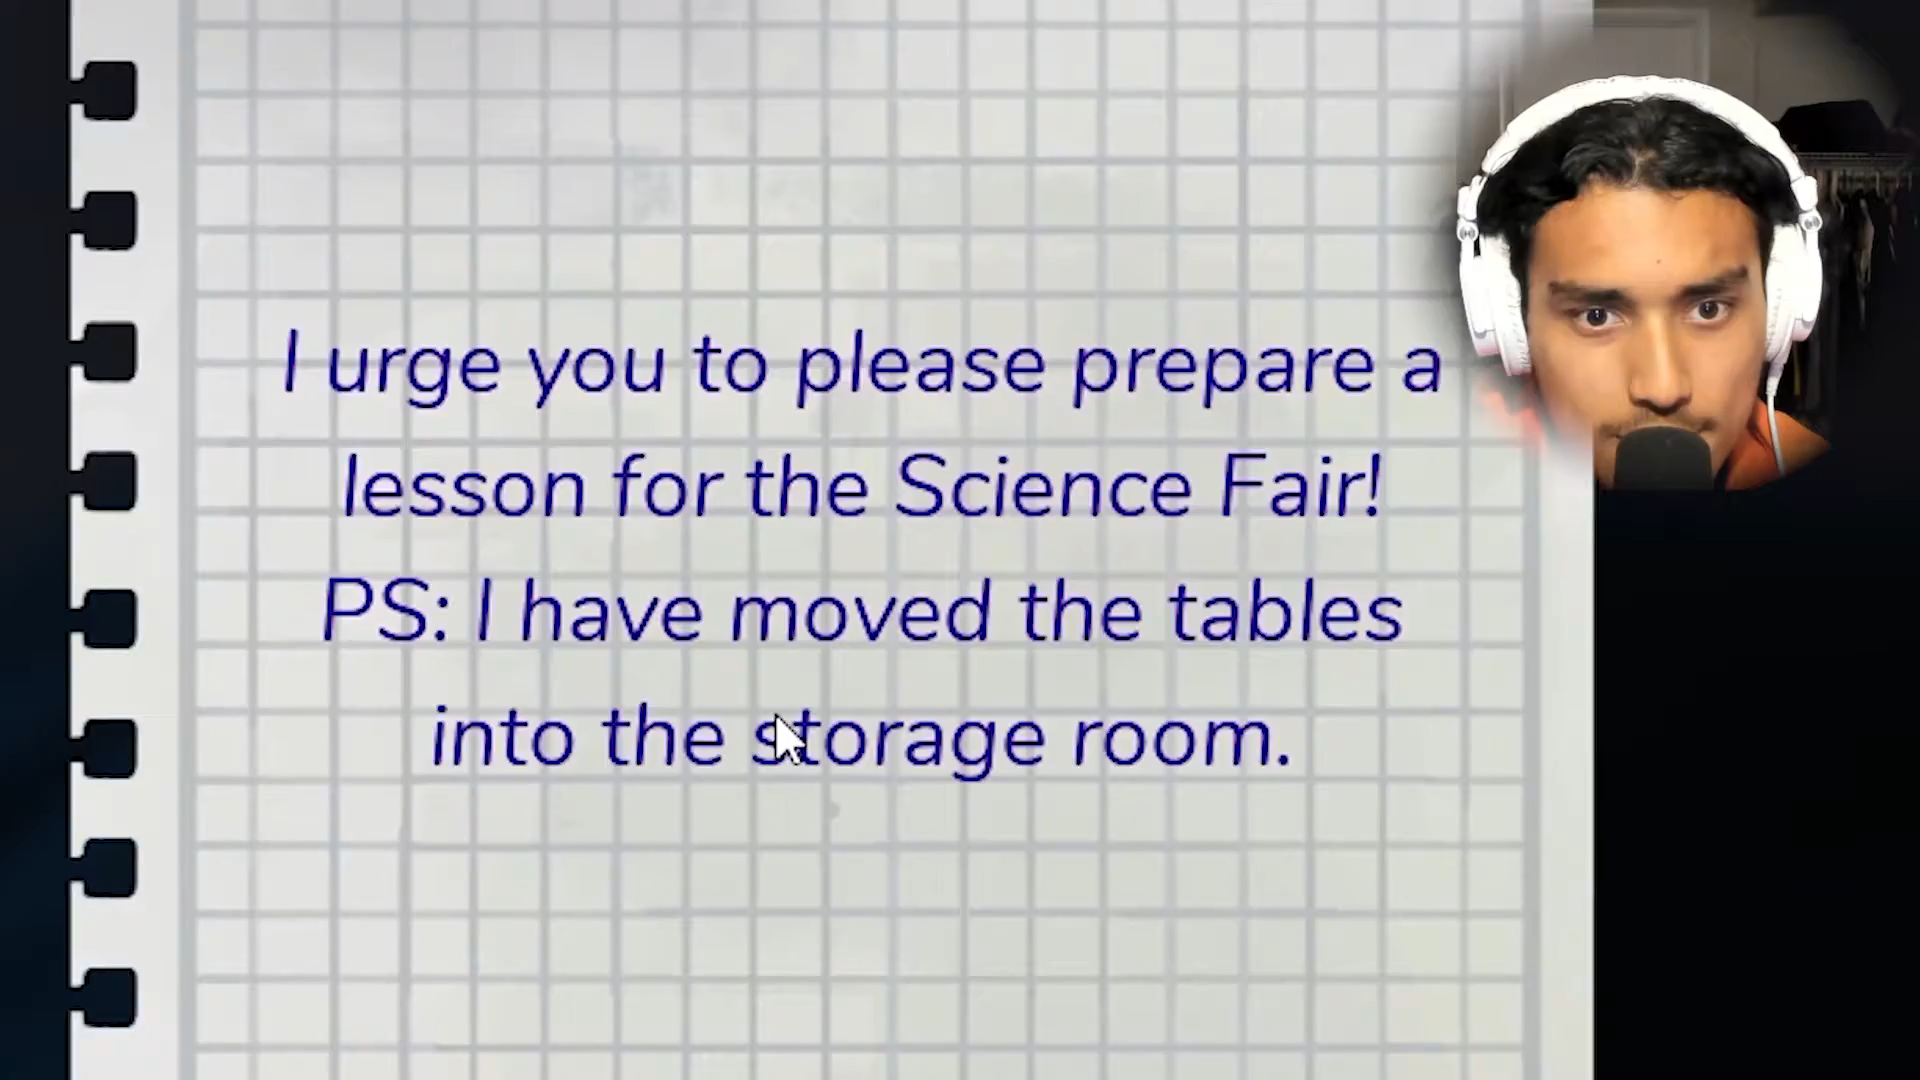 I urge you to please prepare a
lesson for the Science Fair!
PS: I have moved the tables
into the storage room.